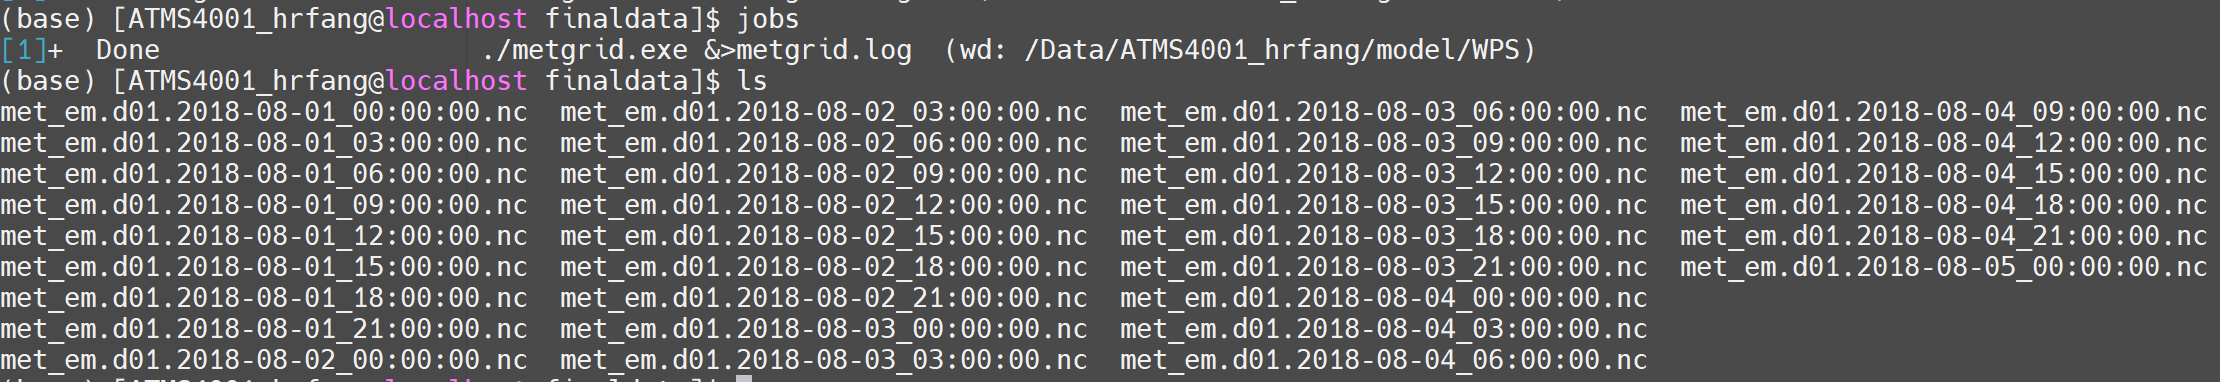 (base) [ATMS4001_hrfang@localhost finaldata]$ jobs
[1]+  Done                    ./metgrid.exe &>metgrid.log  (wd: /Data/ATMS4001_hrfang/model/WPS)
(base) [ATMS4001_hrfang@localhost finaldata]$ ls
met_em.d01.2018-08-01_00:00:00.nc  met_em.d01.2018-08-02_03:00:00.nc  met_em.d01.2018-08-03_06:00:00.nc  met_em.d01.2018-08-04_09:00:00.nc
met_em.d01.2018-08-01_03:00:00.nc  met_em.d01.2018-08-02_06:00:00.nc  met_em.d01.2018-08-03_09:00:00.nc  met_em.d01.2018-08-04_12:00:00.nc
met_em.d01.2018-08-01_06:00:00.nc  met_em.d01.2018-08-02_09:00:00.nc  met_em.d01.2018-08-03_12:00:00.nc  met_em.d01.2018-08-04_15:00:00.nc
met_em.d01.2018-08-01_09:00:00.nc  met_em.d01.2018-08-02_12:00:00.nc  met_em.d01.2018-08-03_15:00:00.nc  met_em.d01.2018-08-04_18:00:00.nc
met_em.d01.2018-08-01_12:00:00.nc  met_em.d01.2018-08-02_15:00:00.nc  met_em.d01.2018-08-03_18:00:00.nc  met_em.d01.2018-08-04_21:00:00.nc
met_em.d01.2018-08-01_15:00:00.nc  met_em.d01.2018-08-02_18:00:00.nc  met_em.d01.2018-08-03_21:00:00.nc  met_em.d01.2018-08-05_00:00:00.nc
met_em.d01.2018-08-01_18:00:00.nc  met_em.d01.2018-08-02_21:00:00.nc  met_em.d01.2018-08-04_00:00:00.nc
met_em.d01.2018-08-01_21:00:00.nc  met_em.d01.2018-08-03_00:00:00.nc  met_em.d01.2018-08-04_03:00:00.nc
met_em.d01.2018-08-02_00:00:00.nc  met_em.d01.2018-08-03_03:00:00.nc  met_em.d01.2018-08-04_06:00:00.nc
(base) [ATMS4001_hrfang@localhost finaldata]$